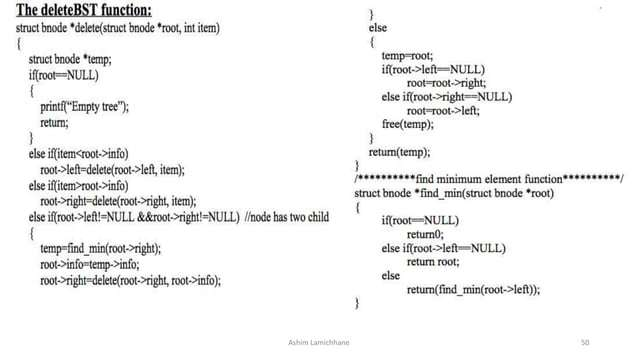 The deleteBST function:
struct bnode *delete(struct bnode *root, int item)
{
struct bnode *temp;
if(root==NULL)
{
printf("Empty tree");
return;
}
else if(item<root->info)
root->left=delete(root->left, item);
else if(item>root->info)
root->right=delete(root->right, item);
else if(root->left!=NULL &&root->right!=NULL) //node has two child
{
temp=find_min(root->right);
root->info=temp->info;
root->right=delete(root->right, root->info);
}
else
{
temp=root;
if(root->left==NULL)
root=root->right;
else if(root->right==NULL)
root=root->left;
free(temp);
}
return(temp);
}
/**********find minimum element function**********/
struct bnode *find_min(struct bnode *root)
{
if(root==NULL)
return0;
else if(root->left==NULL)
return root;
else
return(find_min(root->left));
}
Ashim Lamichhane
50